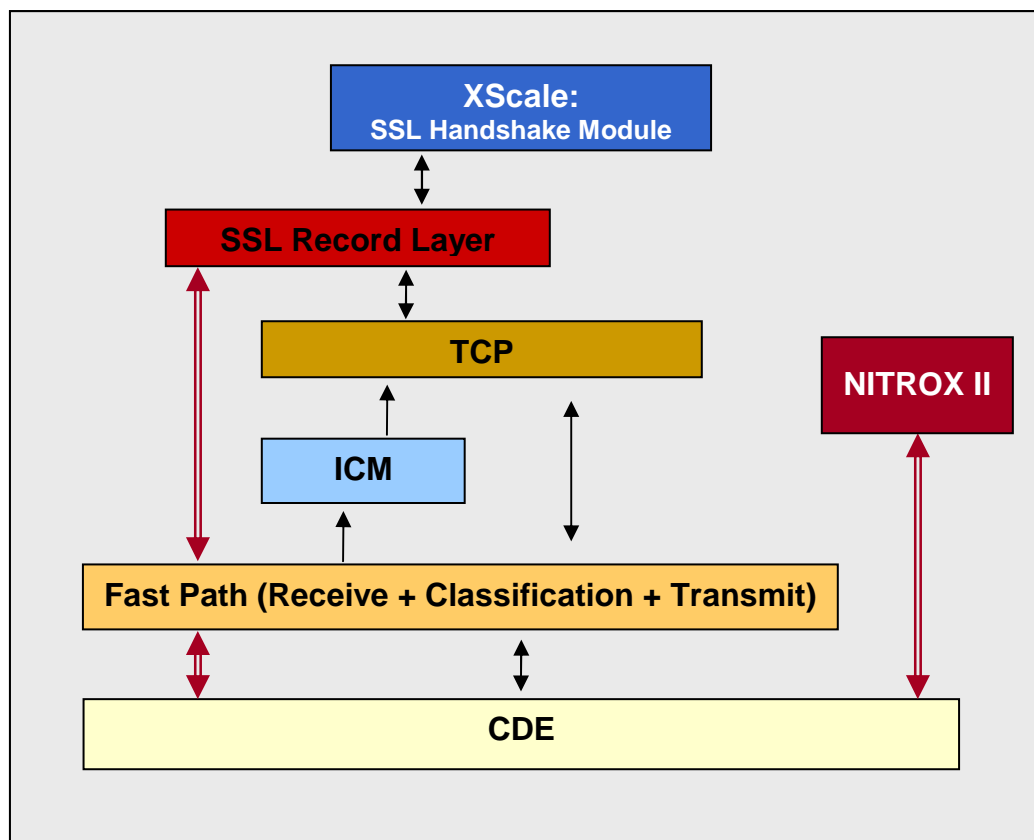 XScale:
SSL Handshake Module
SSL Record Layer
TCP
NITROX II
ICM
Fast Path (Receive + Classification + Transmit)
CDE